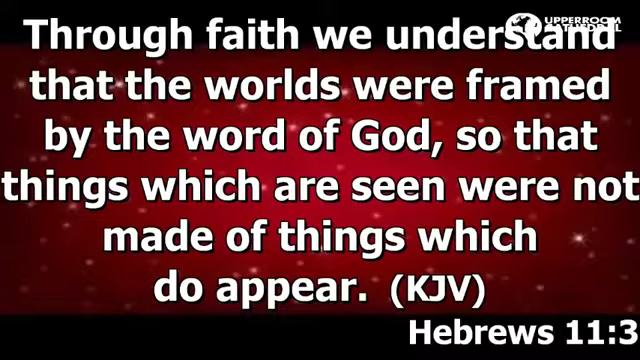 UPPERROOM
CATHEDRAL
Through faith we understand
that the worlds were framed
by the word of God, so that
things which are seen were not
made of things which
do appear. (KJV)
Hebrews 11:3